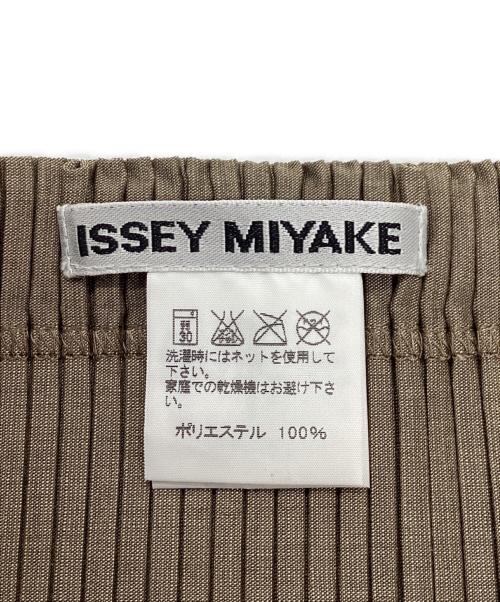 ISSEY MIYAKE
洗濯時にはネットを使用して
下さい。
家庭での乾燥機はお避け下さ
い。
ポリエステル 100%